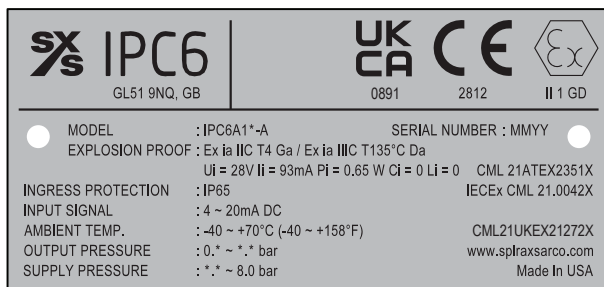 sxs IPC6
GL51 9NQ, GB
UK CA CE Ex
0891 2812 II 1 GD
MODEL : IPC6A1*-A SERIAL NUMBER : MMYY
EXPLOSION PROOF : Ex ia IIC T4 Ga / Ex ia IIIC T135°C Da
Ui = 28V Ii = 93mA Pi = 0.65 W Ci = 0 Li = 0 CML 21ATEX2351X
INGRESS PROTECTION : IP65 IECEx CML 21.0042X
INPUT SIGNAL : 4 ~ 20mA DC
AMBIENT TEMP. : -40 ~ +70°C (-40 ~ +158°F) CML21UKEX21272X
OUTPUT PRESSURE : 0.* ~ *.* bar www.spiraxsarco.com
SUPPLY PRESSURE : *.* ~ 8.0 bar Made In USA